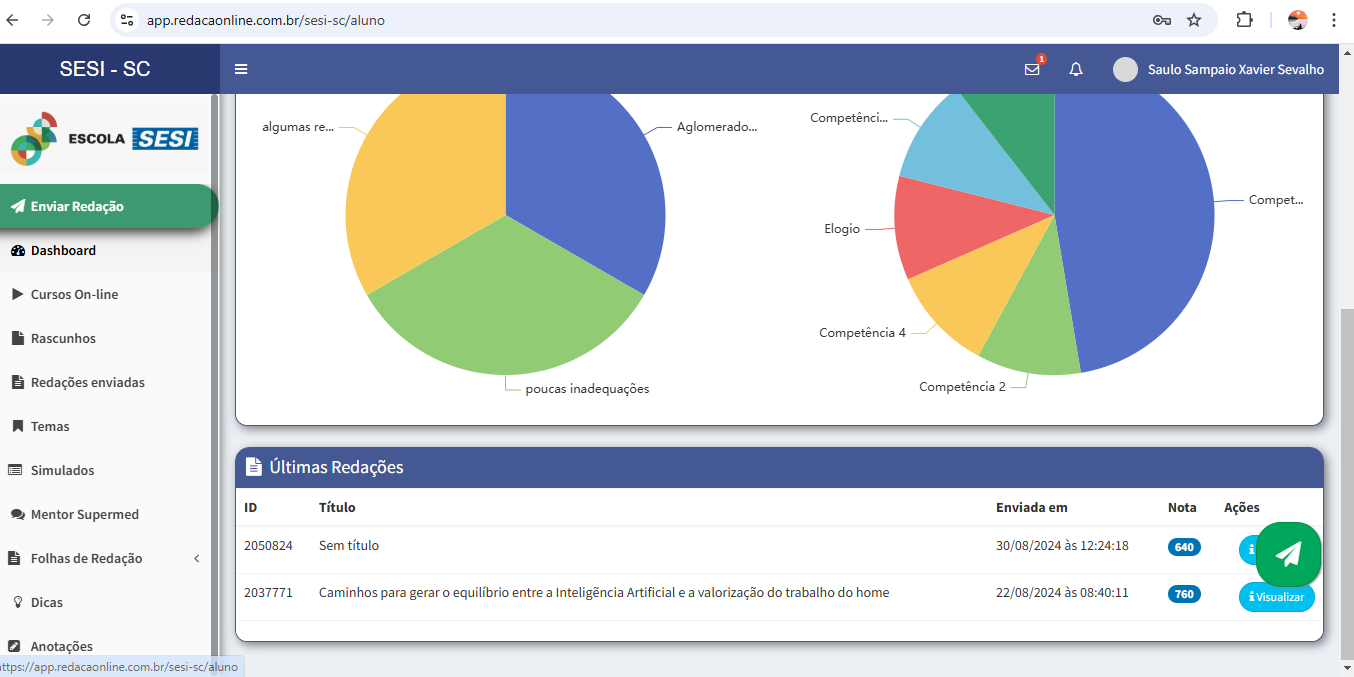 app.redacaonline.com.br/sesi-sc/aluno
SESI - SC
1
Saulo Sampaio Xavier Sevalho
ESCOLA SESI
Enviar Redação
Dashboard
Cursos On-line
Rascunhos
Redações enviadas
Temas
Simulados
Mentor Supermed
Folhas de Redação
Dicas
Anotações
algumas re...
Aglomerado...
poucas inadequações
Competênci...
Compet...
Elogio
Competência 4
Competência 2
Últimas Redações
ID Título Enviada em Nota Ações
2050824 Sem título 30/08/2024 às 12:24:18 640
2037771 Caminhos para gerar o equilíbrio entre a Inteligência Artificial e a valorização do trabalho do home 22/08/2024 às 08:40:11 760 Visualizar
ttps://app.redacaonline.com.br/sesi-sc/aluno